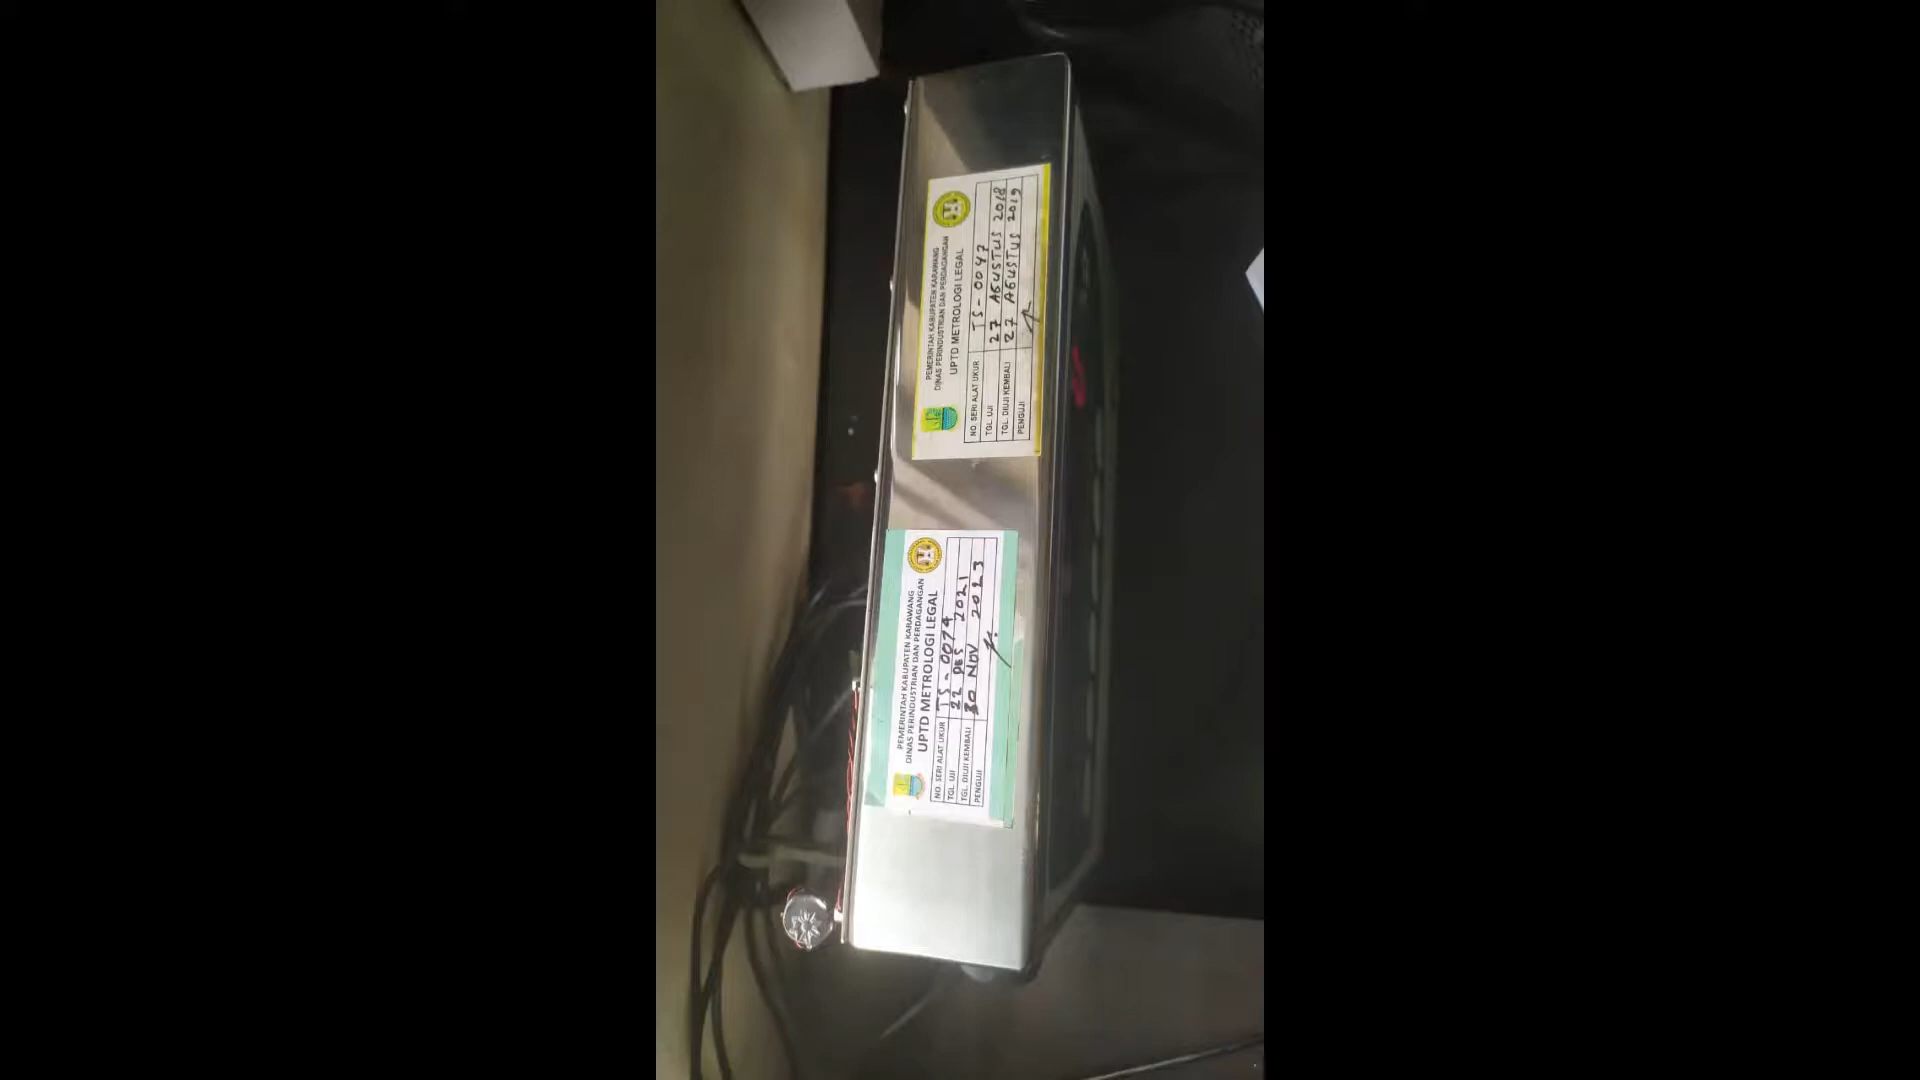 PEMERINTAH KABUPATEN KARAWANG
DINAS PERINDUSTRIAN DAN PERDAGANGAN
UPTD METROLOGI LEGAL
NO. SERI ALAT UKUR TS-0047
TGL. UJI 27 AGUSTUS 2018
TGL. DIUJI KEMBALI 27 AGUSTUS 2019
PENGUJI
PEMERINTAH KABUPATEN KARAWANG
DINAS PERINDUSTRIAN DAN PERDAGANGAN
UPTD METROLOGI LEGAL
NO. SERI ALAT UKUR TS-0074
TGL. UJI 22 DES 2021
TGL. DIUJI KEMBALI 30 NOV 2023
PENGUJI